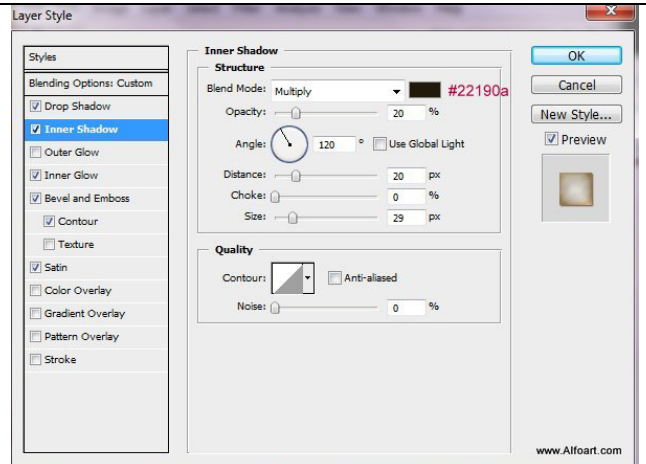 Layer Style
Styles
Blending Options: Custom
Drop Shadow
Inner Shadow
Outer Glow
Inner Glow
Bevel and Emboss
Contour
Texture
Satin
Color Overlay
Gradient Overlay
Pattern Overlay
Stroke
Inner Shadow
Structure
Blend Mode: Multiply #22190a
Opacity: 20 %
Angle: 120 ° Use Global Light
Distance: 20 px
Choke: 0 %
Size: 29 px
Quality
Contour: Anti-aliased
Noise: 0 %
OK
Cancel
New Style...
Preview
www.Alfoart.com